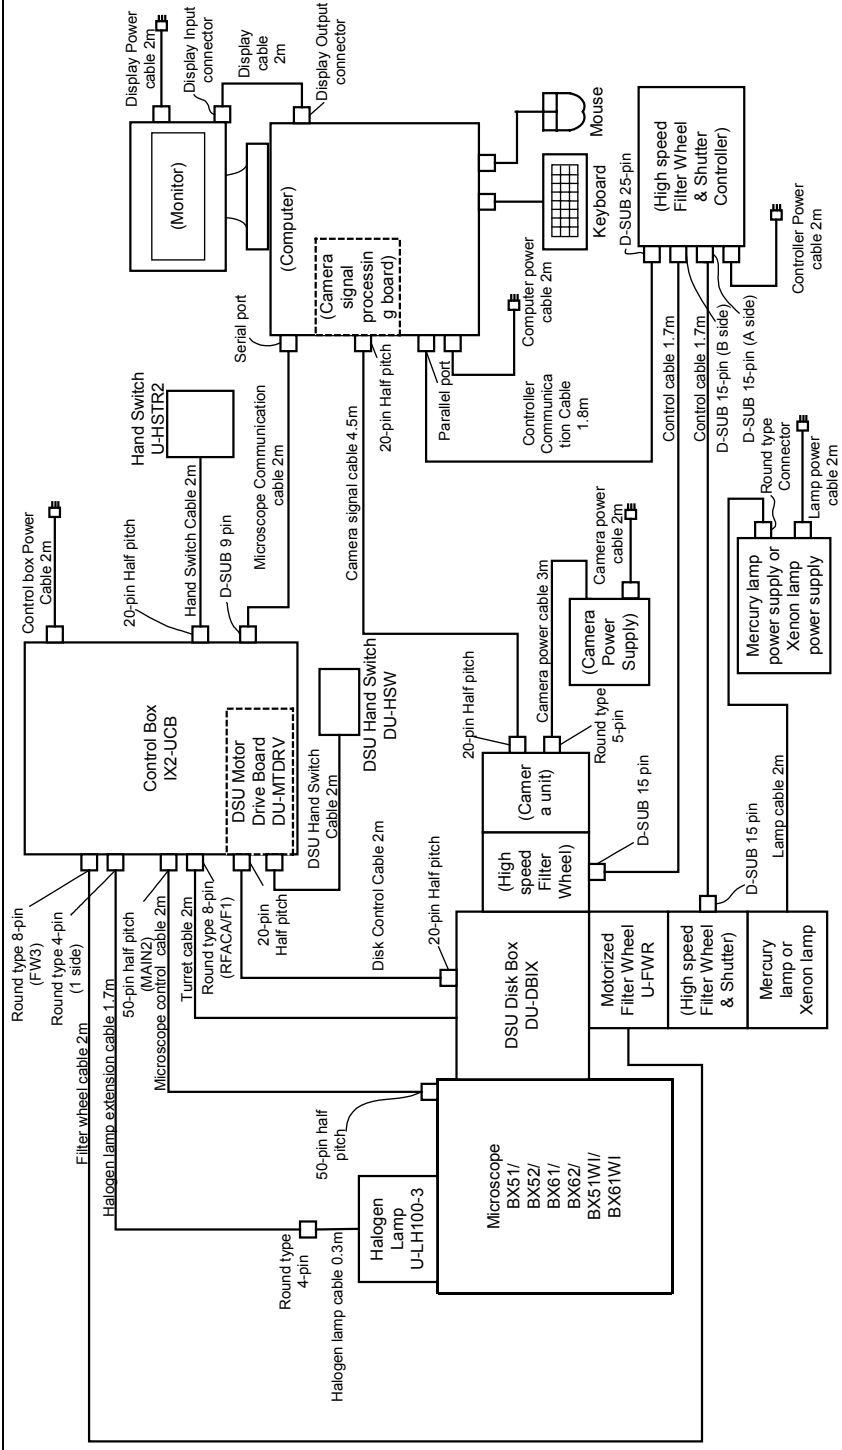 Display Power
cable 2m
Display Input
connector
Display
cable
2m
Display Output
connector
(Monitor)
(Computer)
(Camera
signal
processin
g board)
Mouse
Keyboard
D-SUB 25-pin
(High speed
Filter Wheel
& Shutter
Controller)
Controller Power
cable 2m
Serial port
20-pin Half pitch
Parallel port
Computer power
cable 2m
Controller
Communica
tion Cable
1.8m
Control cable 1.7m
Control cable 1.7m
D-SUB 15-pin (B side)
D-SUB 15-pin (A side)
Hand Switch
U-HSTR2
Microscope Communication
cable 2m
Camera signal cable 4.5m
Control box Power
Cable 2m
20-pin Half pitch
Hand Switch Cable 2m
D-SUB 9 pin
Round type
Connector
Lamp power
cable 2m
Mercury lamp
power supply or
Xenon lamp
power supply
Camera power cable 3m
Camera power
cable 2m
(Camera
Power
Supply)
Control Box
IX2-UCB
DSU Motor
Drive Board
DU-MTDRV
DSU Hand Switch
DU-HSW
DSU Hand Switch
Cable 2m
20-pin Half pitch
Round type
5-pin
(Camer
a unit)
D-SUB 15 pin
(High
speed
Filter
Wheel)
Lamp cable 2m
D-SUB 15 pin
Round type 8-pin
(FW3)
Round type 4-pin
(1 side)
50-pin half pitch
(MAIN2)
Microscope control cable 2m
Turret cable 2m
Round type 8-pin
(RFACA/F1)
20-pin
Half pitch
Disk Control Cable 2m
20-pin Half pitch
Filter wheel cable 2m
Halogen lamp extension cable 1.7m
DSU Disk Box
DU-DBIX
Motorized
Filter Wheel
U-FWR
(High speed
Filter Wheel
& Shutter)
Mercury
lamp or
Xenon lamp
50-pin half
pitch
Microscope
BX51/
BX52/
BX61/
BX62/
BX51WI/
BX61WI
Halogen
Lamp
U-LH100-3
Round type
4-pin
Halogen lamp cable 0.3m